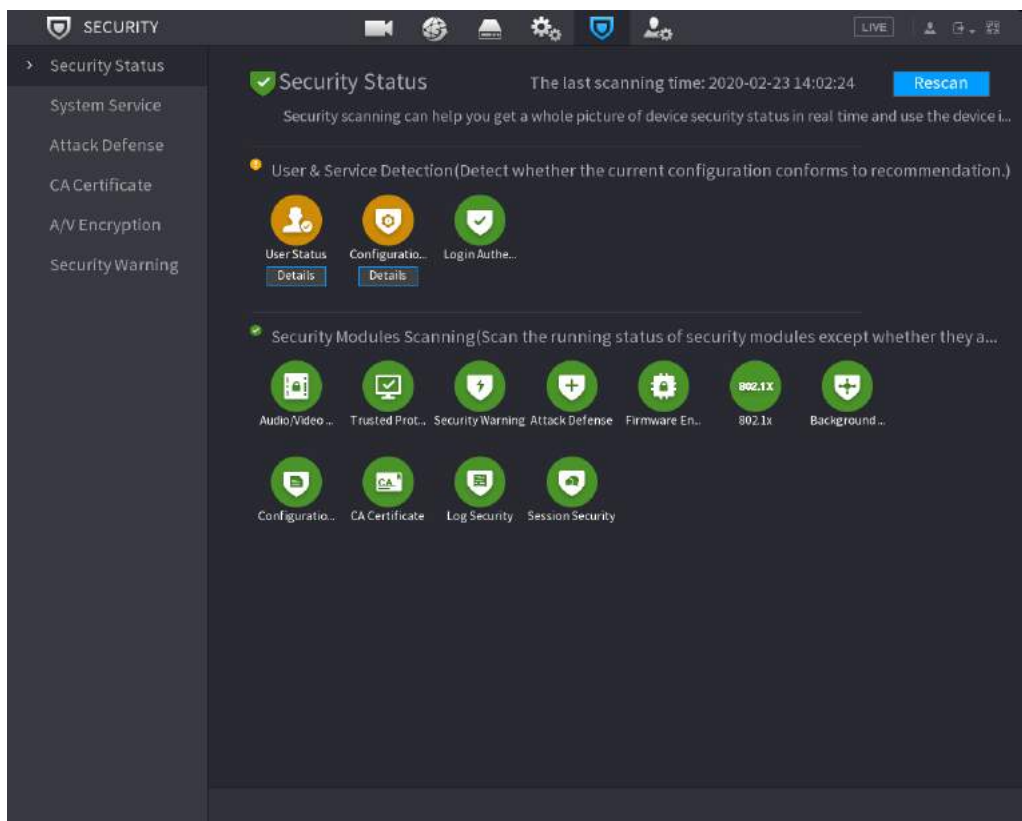 SECURITY
LIVE
Security Status
System Service
Attack Defense
CA Certificate
A/V Encryption
Security Warning
Security Status
The last scanning time: 2020-02-23 14:02:24
Rescan
Security scanning can help you get a whole picture of device security status in real time and use the device i...
User & Service Detection(Detect whether the current configuration conforms to recommendation.)
User Status
Configuratio...
Login Authe...
Details
Details
Security Modules Scanning(Scan the running status of security modules except whether they a...
802.1X
Audio/Video ...
Trusted Prot...
Security Warning
Attack Defense
Firmware En...
802.1x
Background ...
CA
Configuratio...
CA Certificate
Log Security
Session Security